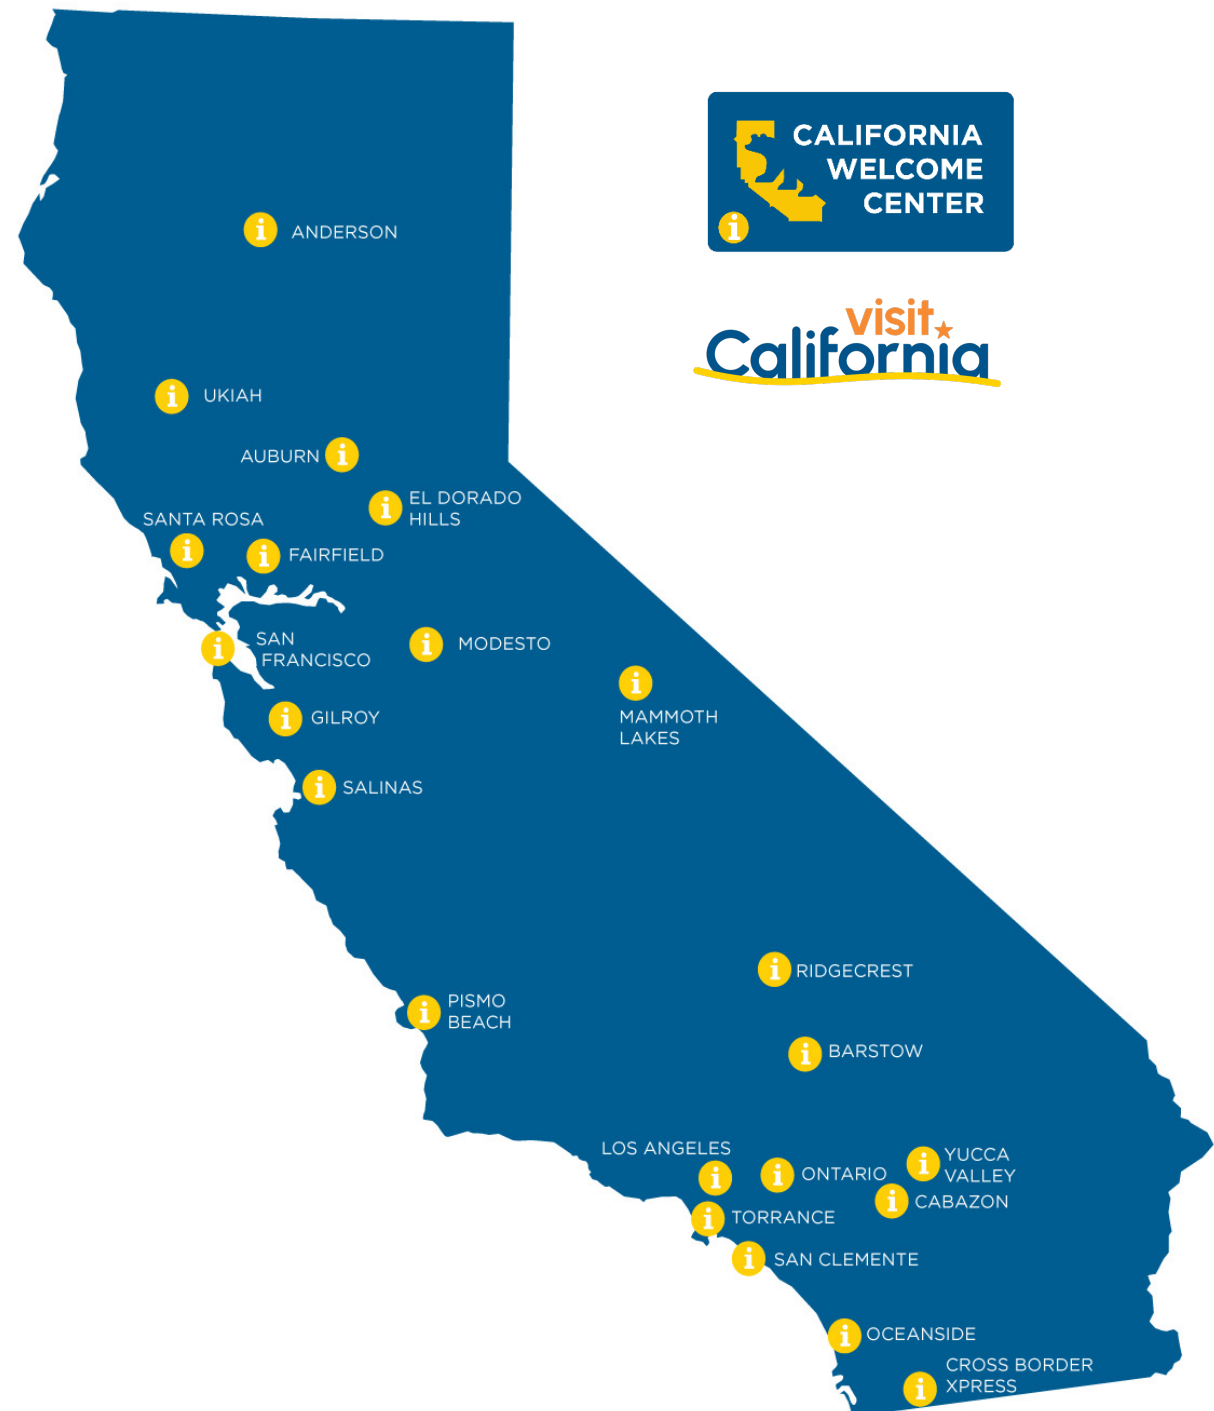 CALIFORNIA
WELCOME
CENTER
visit
California
ANDERSON
UKIAH
AUBURN
EL DORADO
HILLS
SANTA ROSA
FAIRFIELD
SAN
FRANCISCO
MODESTO
MAMMOTH
LAKES
GILROY
SALINAS
RIDGECREST
PISMO
BEACH
BARSTOW
LOS ANGELES
ONTARIO
YUCCA
VALLEY
CABAZON
TORRANCE
SAN CLEMENTE
OCEANSIDE
CROSS BORDER
XPRESS